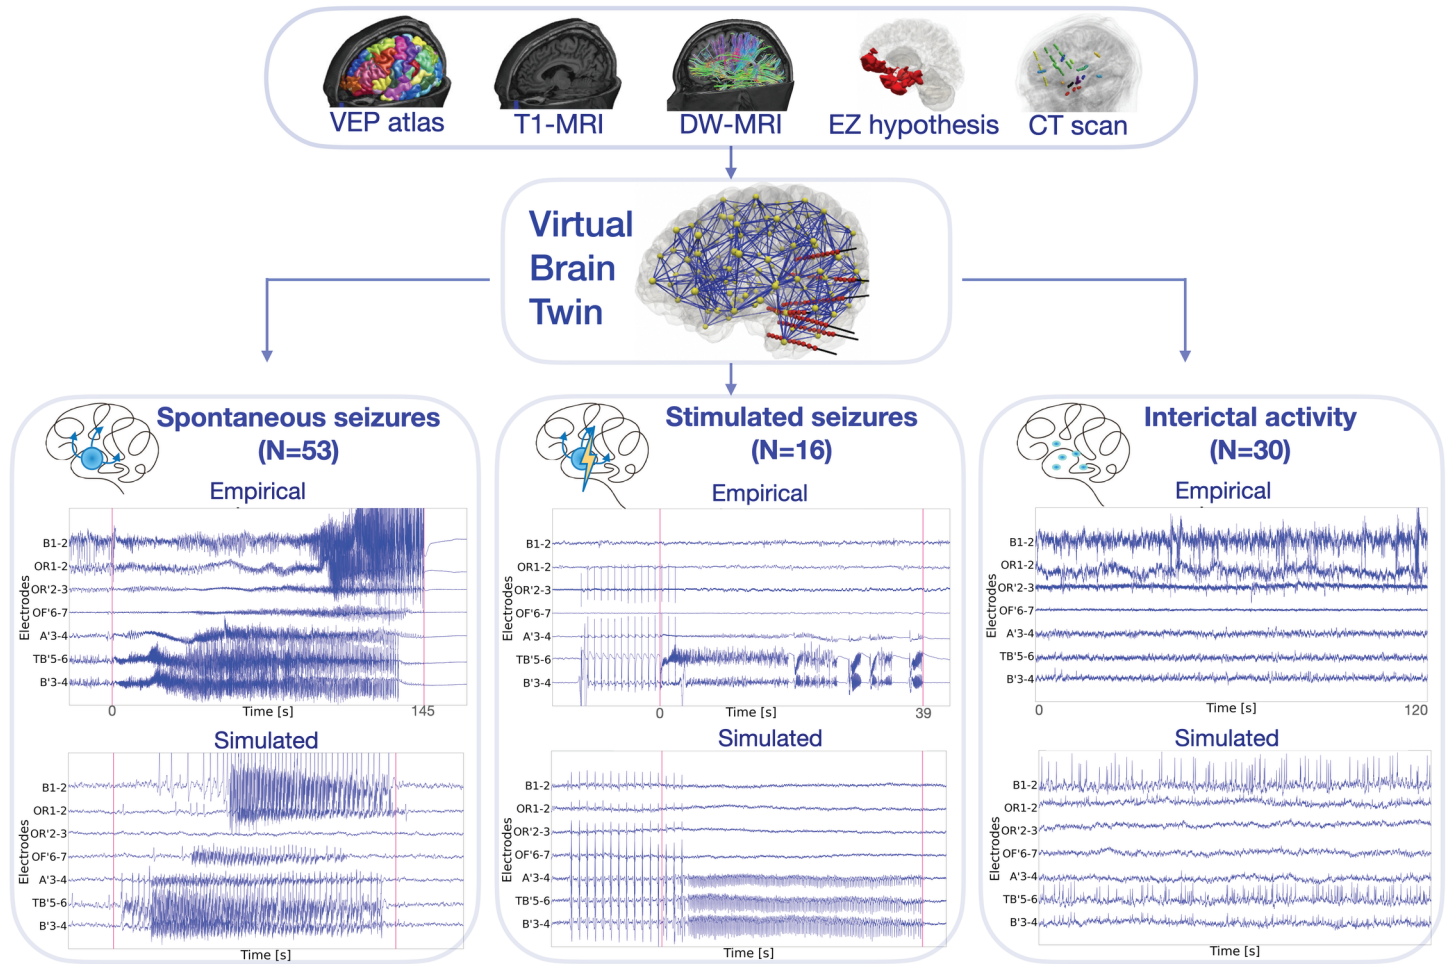 VEP atlas
T1-MRI
DW-MRI
EZ hypothesis
CT scan
Virtual
Brain
Twin
Spontaneous seizures
(N=53)
Empirical
Electrodes
B1-2
OR1-2
OR'2-3
OF'6-7
A'3-4
TB'5-6
B'3-4
0
Time [s]
145
Simulated
Electrodes
B1-2
OR1-2
OR'2-3
OF'6-7
A'3-4
TB'5-6
B'3-4
Time [s]
Stimulated seizures
(N=16)
Empirical
Electrodes
B1-2
OR1-2
OR'2-3
OF'6-7
A'3-4
TB'5-6
B'3-4
0
Time [s]
39
Simulated
Electrodes
B1-2
OR1-2
OR'2-3
OF'6-7
A'3-4
TB'5-6
B'3-4
Time [s]
Interictal activity
(N=30)
Empirical
Electrodes
B1-2
OR1-2
OR'2-3
OF'6-7
A'3-4
TB'5-6
B'3-4
0
Time [s]
120
Simulated
Electrodes
B1-2
OR1-2
OR'2-3
OF'6-7
A'3-4
TB'5-6
B'3-4
Time [s]